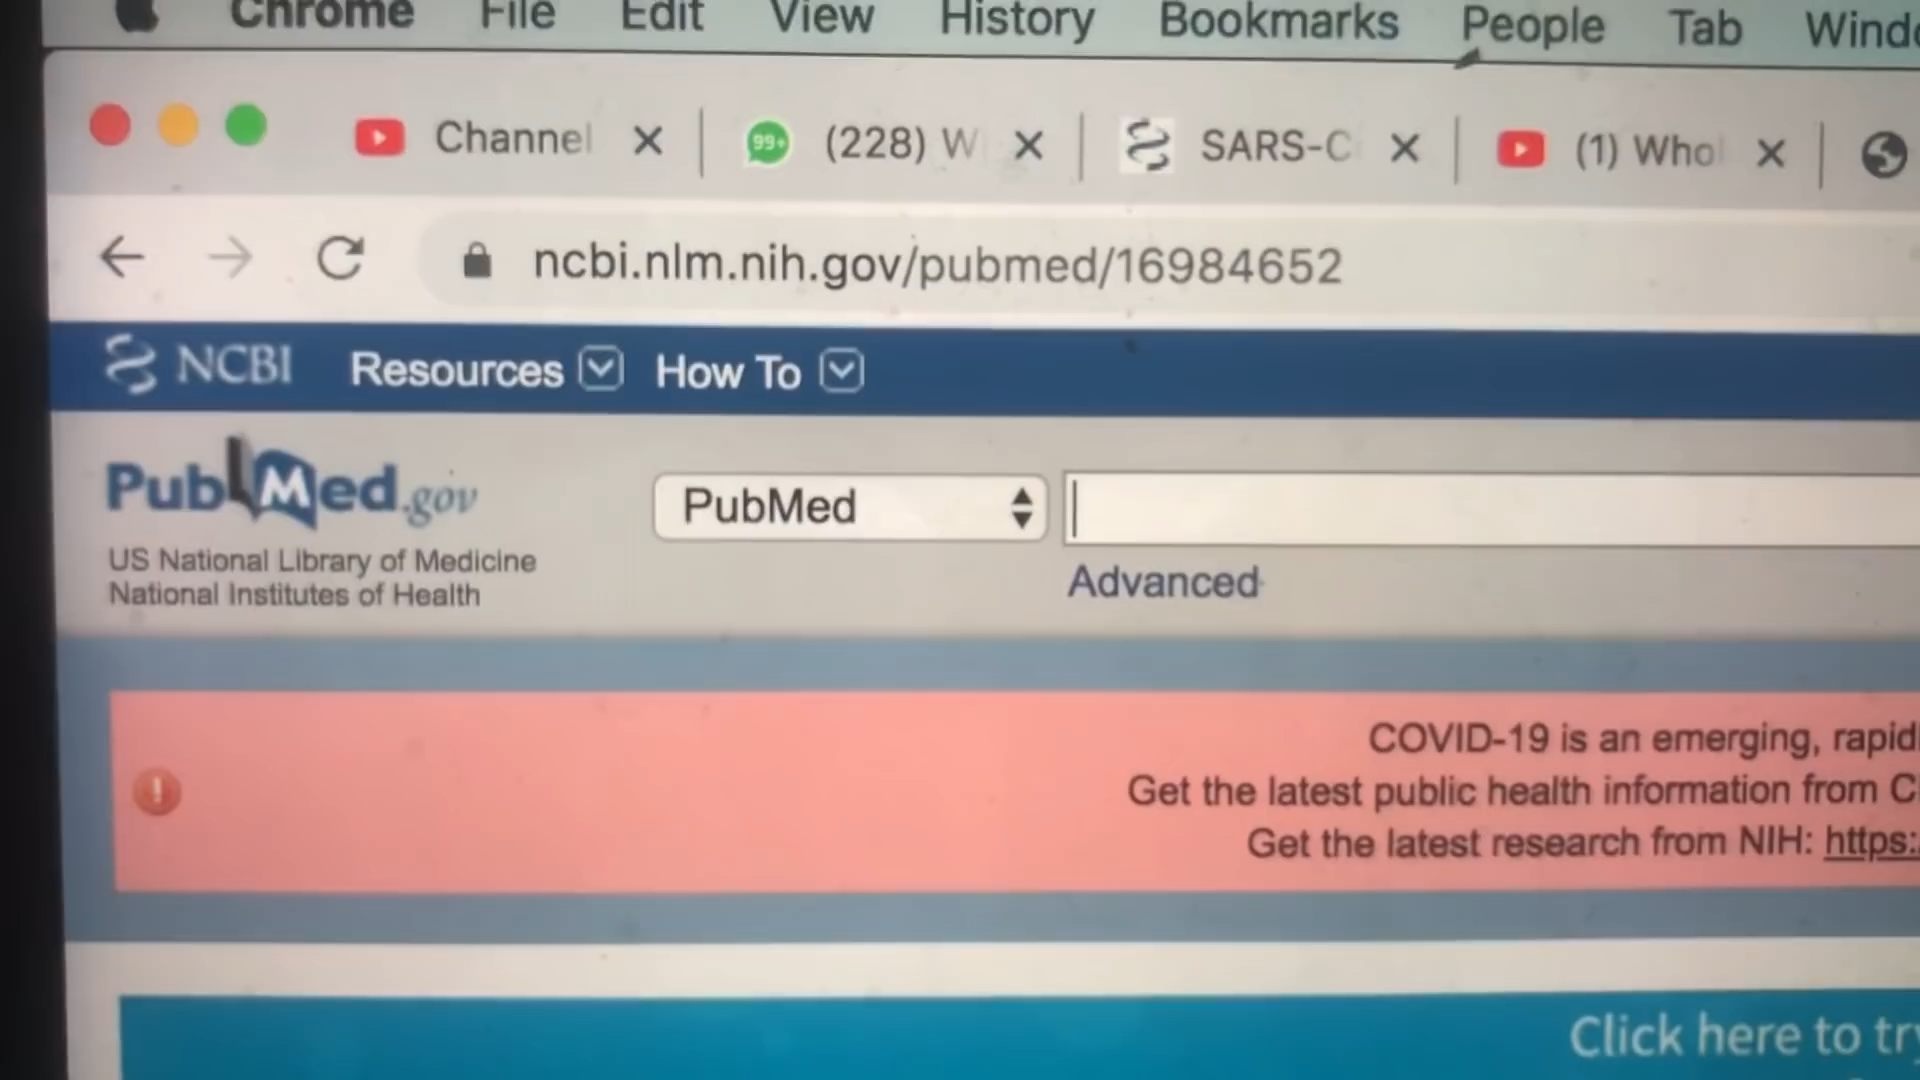 Chrome File Edit View History Bookmarks People Tab
Channel (228) W SARS-C (1) Who
99+
ncbi.nlm.nih.gov/pubmed/16984652
NCBI Resources How To
PubMed.gov
PubMed
US National Library of Medicine
National Institutes of Health
Advanced
COVID-19 is an emerging, rapid
Get the latest public health information from C
Get the latest research from NIH: https:
Click here to try